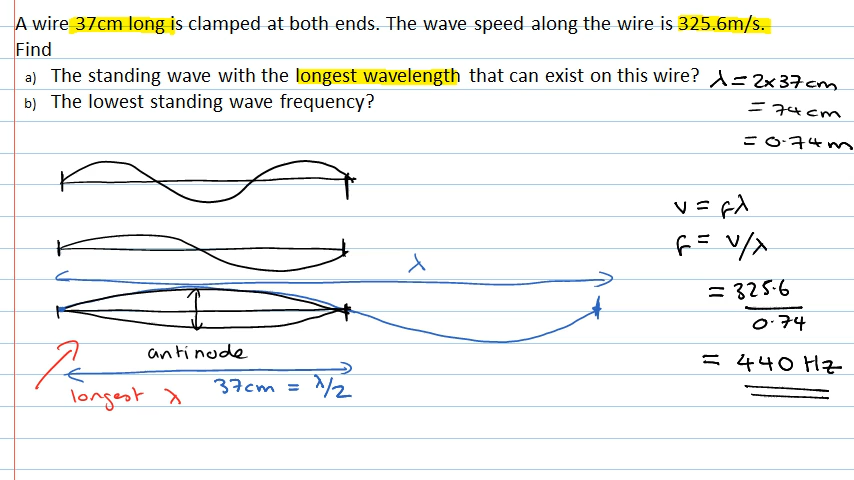 A wire 37cm long is clamped at both ends. The wave speed along the wire is 325.6m/s.
Find
a) The standing wave with the longest wavelength that can exist on this wire? λ = 2x37cm
= 74cm
= 0.74m
b) The lowest standing wave frequency?
v = fλ
f = v/λ
= 325.6
0.74
= 440 Hz
λ
antinode
37cm = λ/2
longest λ